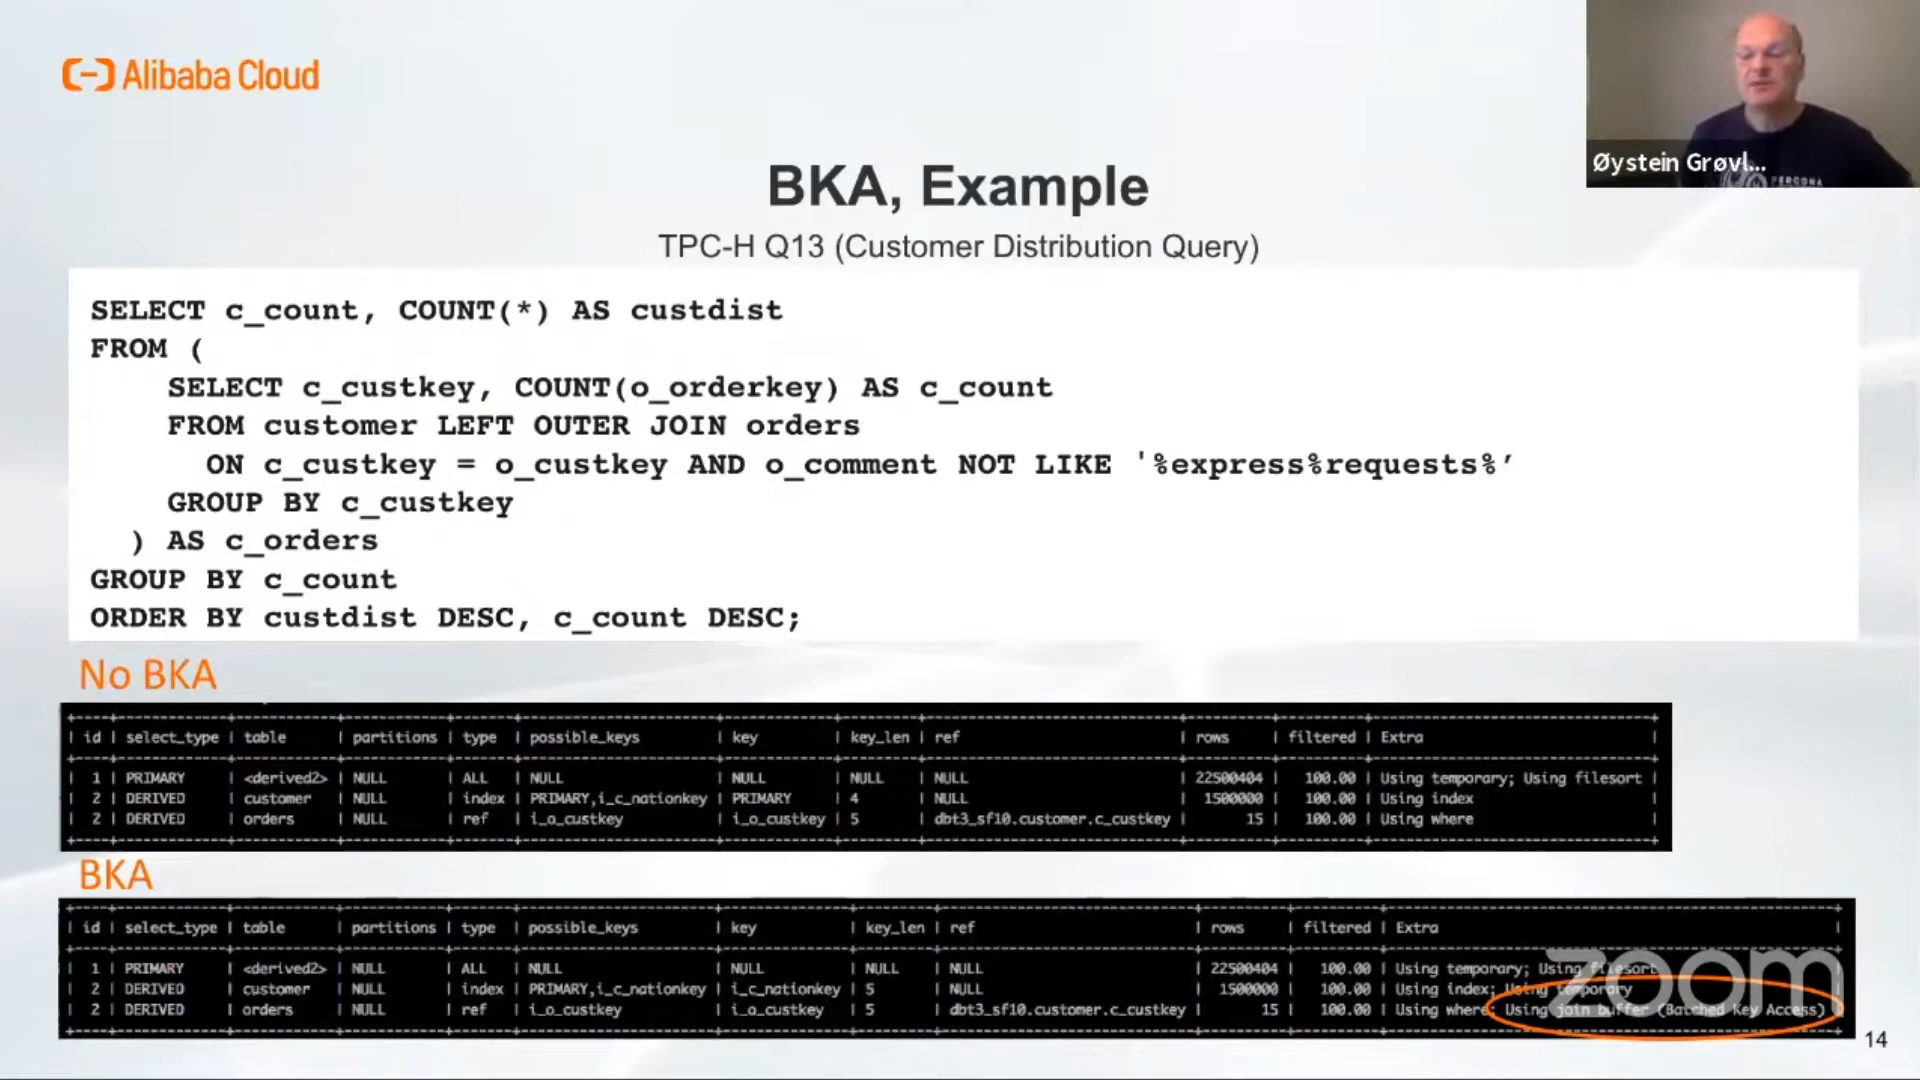 Alibaba Cloud
Øystein Grøvl...
PERCONA
BKA, Example
TPC-H Q13 (Customer Distribution Query)
SELECT c_count, COUNT(*) AS custdist
FROM (
SELECT c_custkey, COUNT(o_orderkey) AS c_count
FROM customer LEFT OUTER JOIN orders
ON c_custkey = o_custkey AND o_comment NOT LIKE '%express%requests%’
GROUP BY c_custkey
) AS c_orders
GROUP BY c_count
ORDER BY custdist DESC, c_count DESC;
No BKA
| id | select_type | table | partitions | type | possible_keys | key | key_len | ref | rows | filtered | Extra |
| 1 | PRIMARY | <derived2> | NULL | ALL | NULL | NULL | NULL | NULL | 22500404 | 100.00 | Using temporary; Using filesort |
| 2 | DERIVED | customer | NULL | index | PRIMARY,i_c_nationkey | PRIMARY | 4 | NULL | 1500000 | 100.00 | Using index |
| 2 | DERIVED | orders | NULL | ref | i_o_custkey | i_o_custkey | 5 | dbt3_sf10.customer.c_custkey | 15 | 100.00 | Using where |
BKA
| id | select_type | table | partitions | type | possible_keys | key | key_len | ref | rows | filtered | Extra |
| 1 | PRIMARY | <derived2> | NULL | ALL | NULL | NULL | NULL | NULL | 22500404 | 100.00 | Using temporary; Using filesort |
| 2 | DERIVED | customer | NULL | index | PRIMARY,i_c_nationkey | i_c_nationkey | 5 | NULL | 1500000 | 100.00 | Using index; Using temporary |
| 2 | DERIVED | orders | NULL | ref | i_o_custkey | i_o_custkey | 5 | dbt3_sf10.customer.c_custkey | 15 | 100.00 | Using where; Using join buffer (Batched Key Access) |
zoom
14